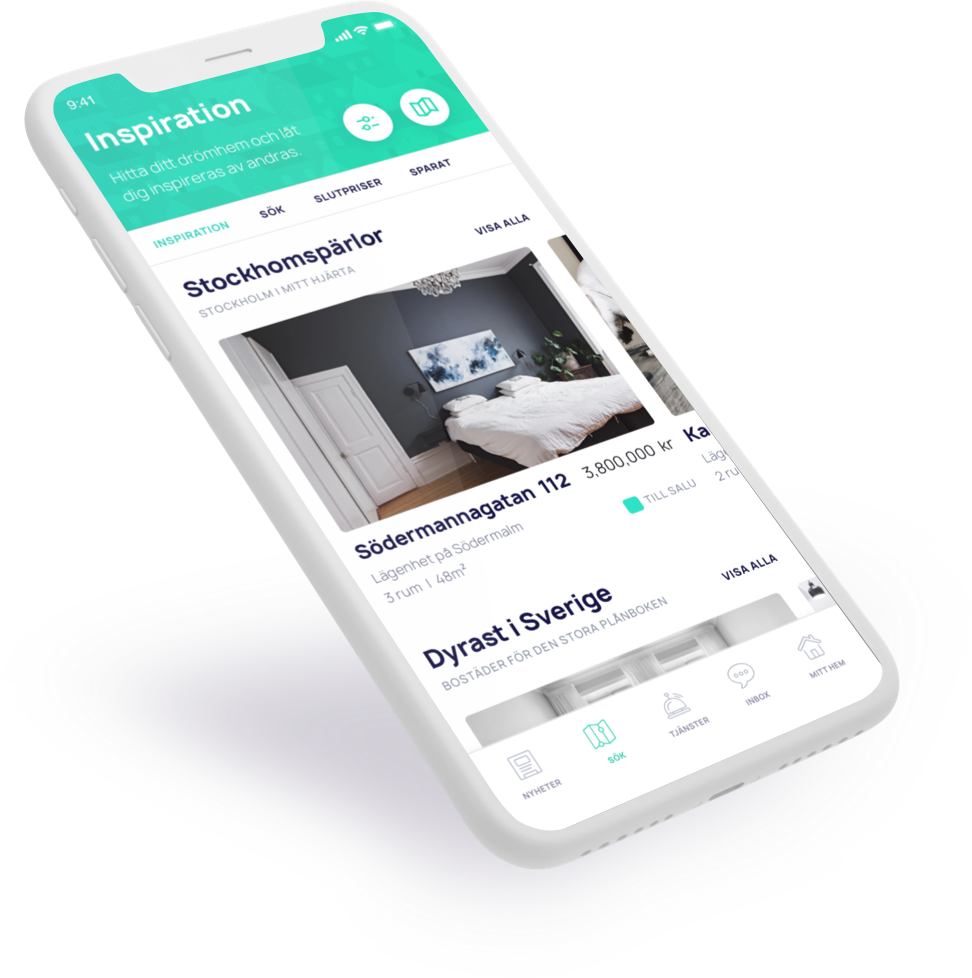 9:41
Inspiration
Hitta ditt drömhem och låt
dig inspireras av andras.
INSPIRATION SÖK SLUTPRISER SPARAT
Stockhomspärlor VISA ALLA
STOCKHOLM I MITT HJÄRTA
Södermannagatan 112 3,800,000 kr
Lägenhet på Södermalm TILL SALU
3 rum | 48m²
Ka
Läg
2 ru
Dyrast i Sverige VISA ALLA
BOSTÄDER FÖR DEN STORA PLÅNBOKEN
NYHETER SÖK TJÄNSTER INBOX MITT HEM